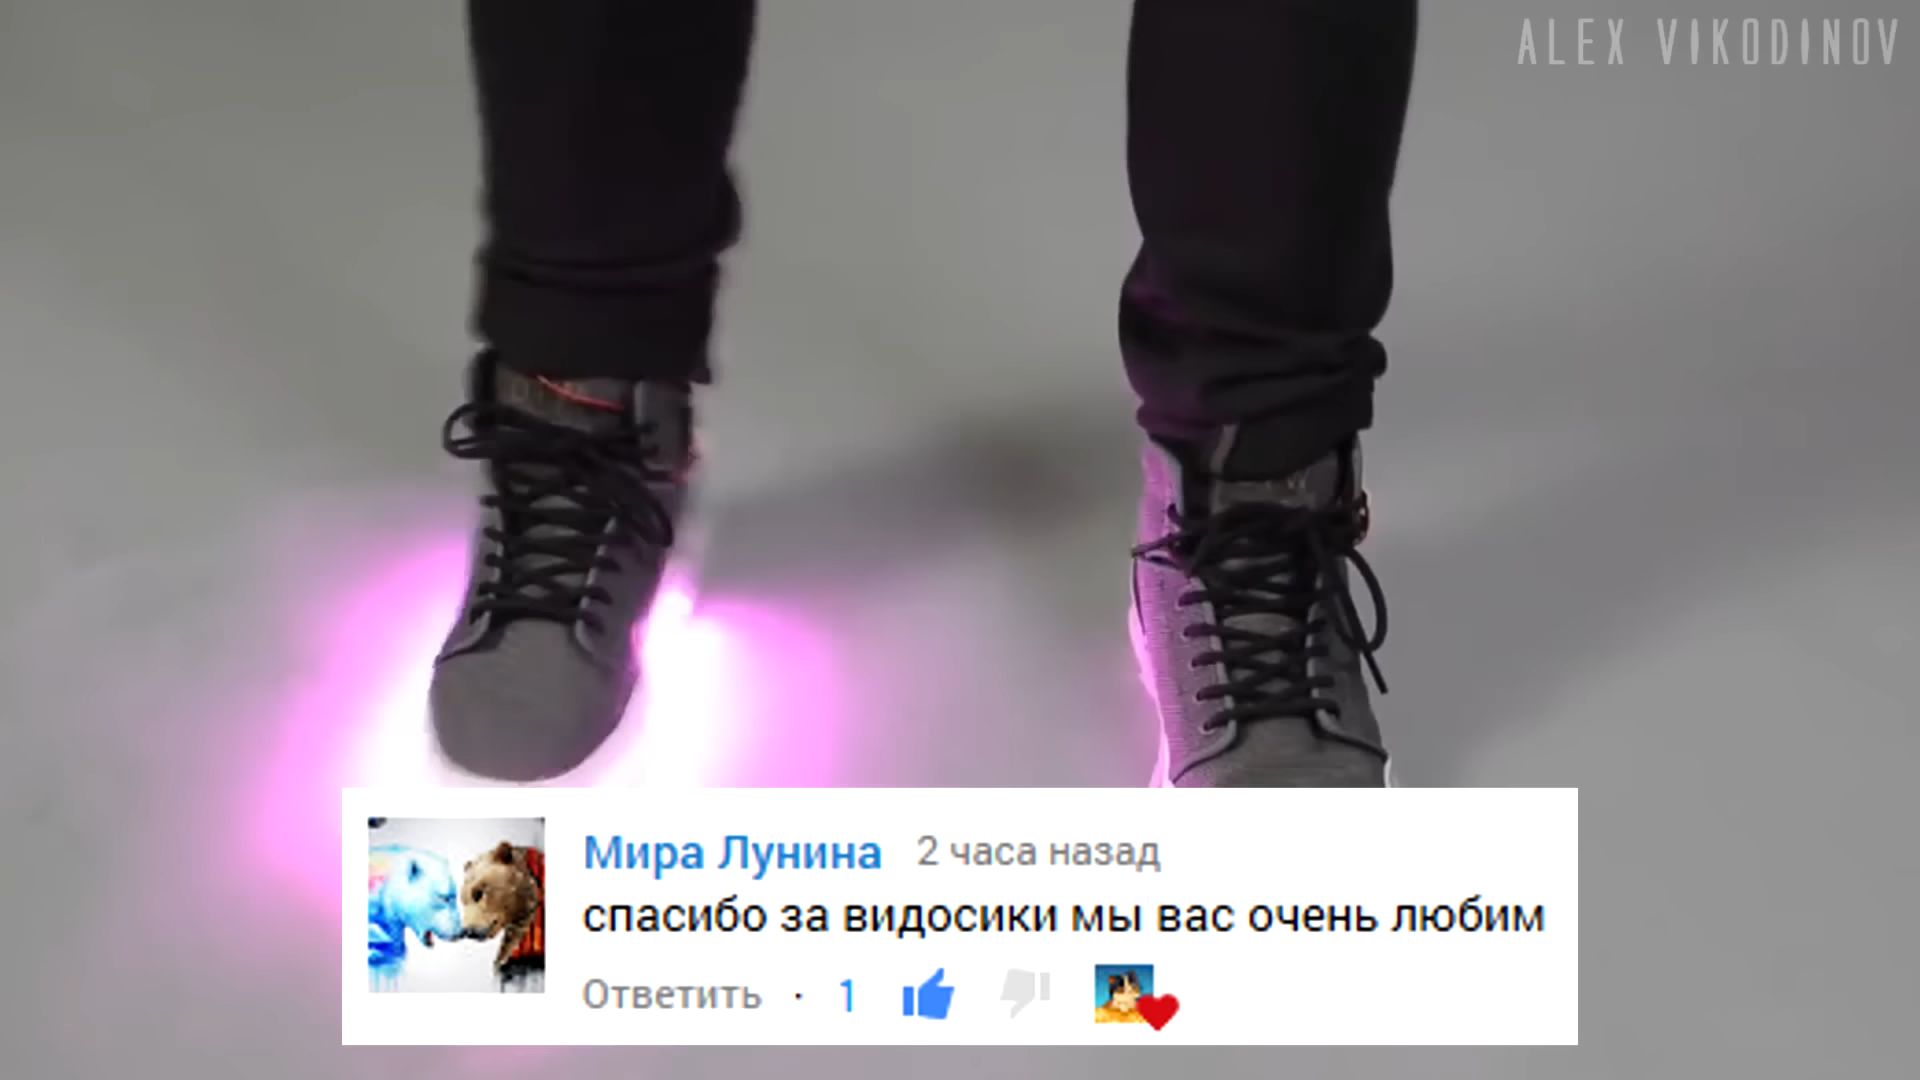 ALEX VIKODINOV
Мира Лунина 2 часа назад
спасибо за видосики мы вас очень любим
Ответить · 1